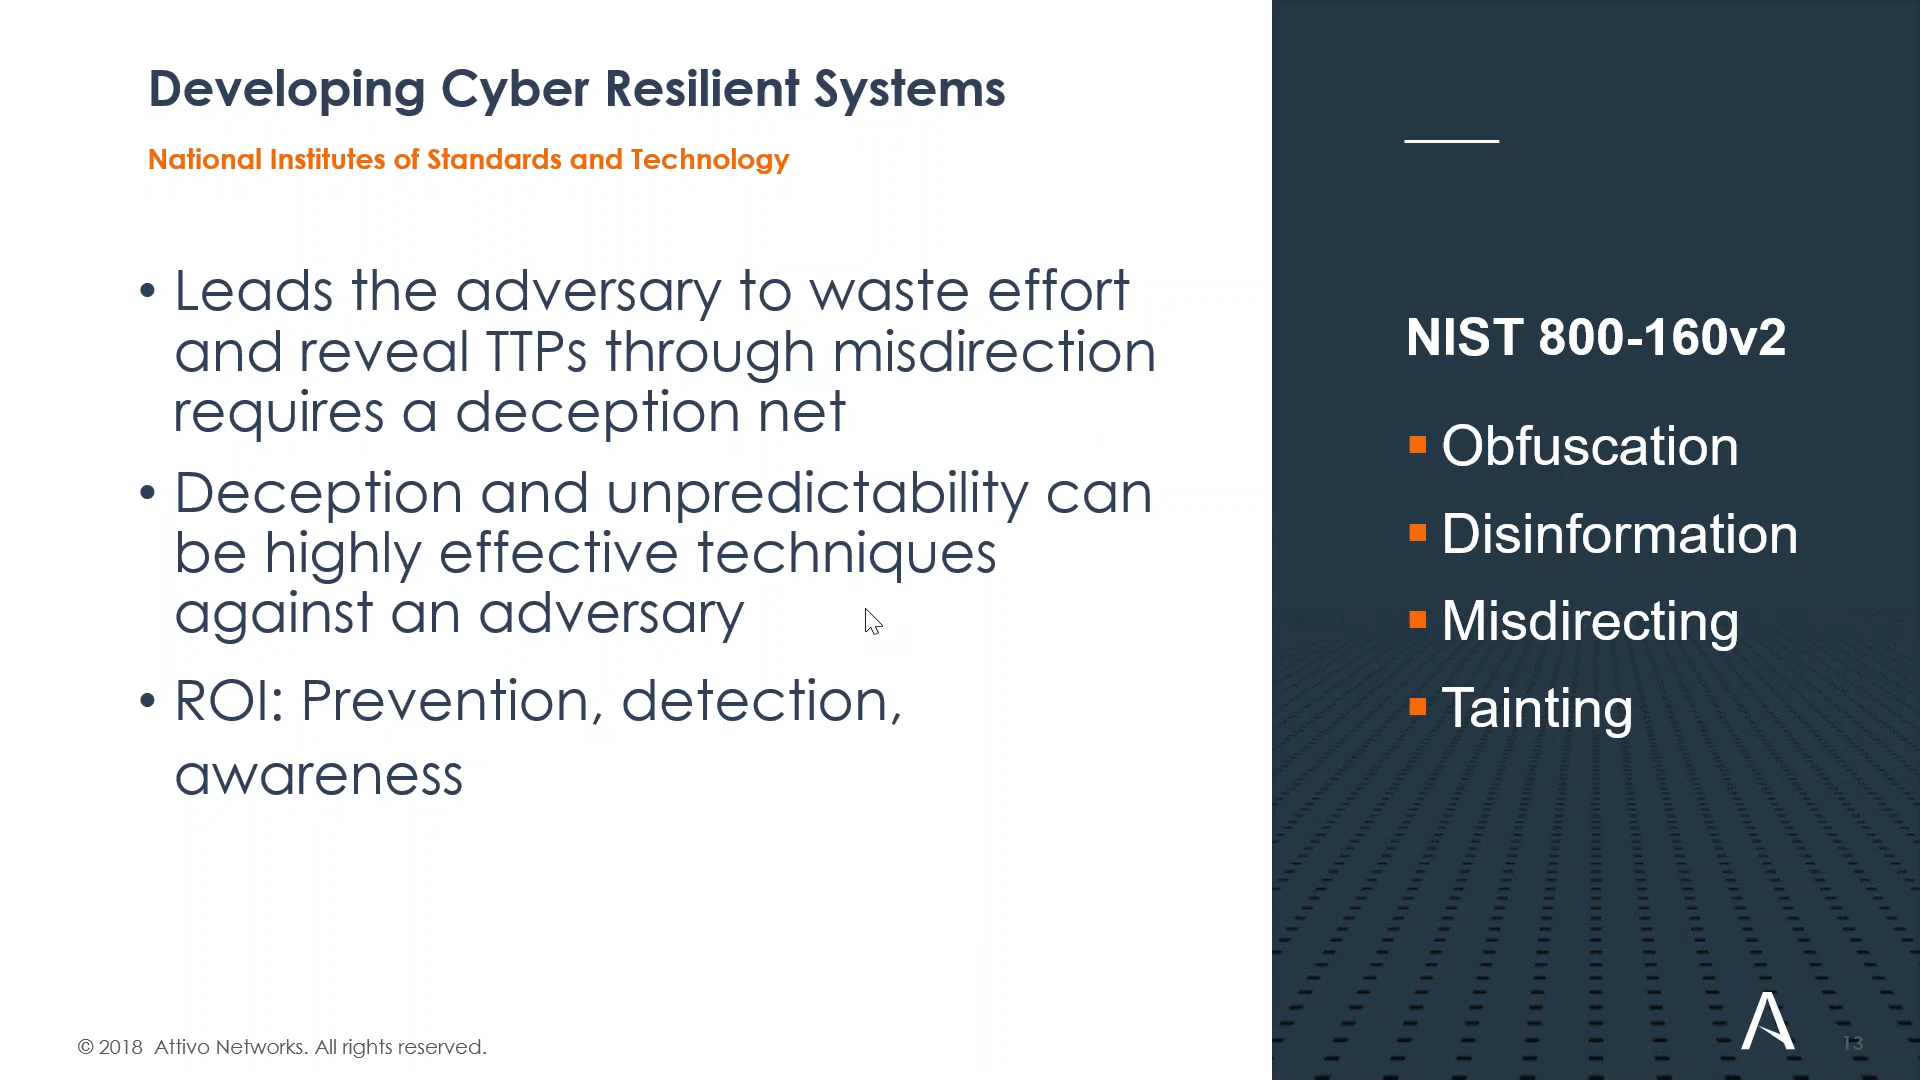 Developing Cyber Resilient Systems
National Institutes of Standards and Technology
• Leads the adversary to waste effort
and reveal TTPs through misdirection
requires a deception net
• Deception and unpredictability can
be highly effective techniques
against an adversary
• ROI: Prevention, detection,
awareness
NIST 800-160v2
▪ Obfuscation
▪ Disinformation
▪ Misdirecting
▪ Tainting
© 2018 Attivo Networks. All rights reserved.
13